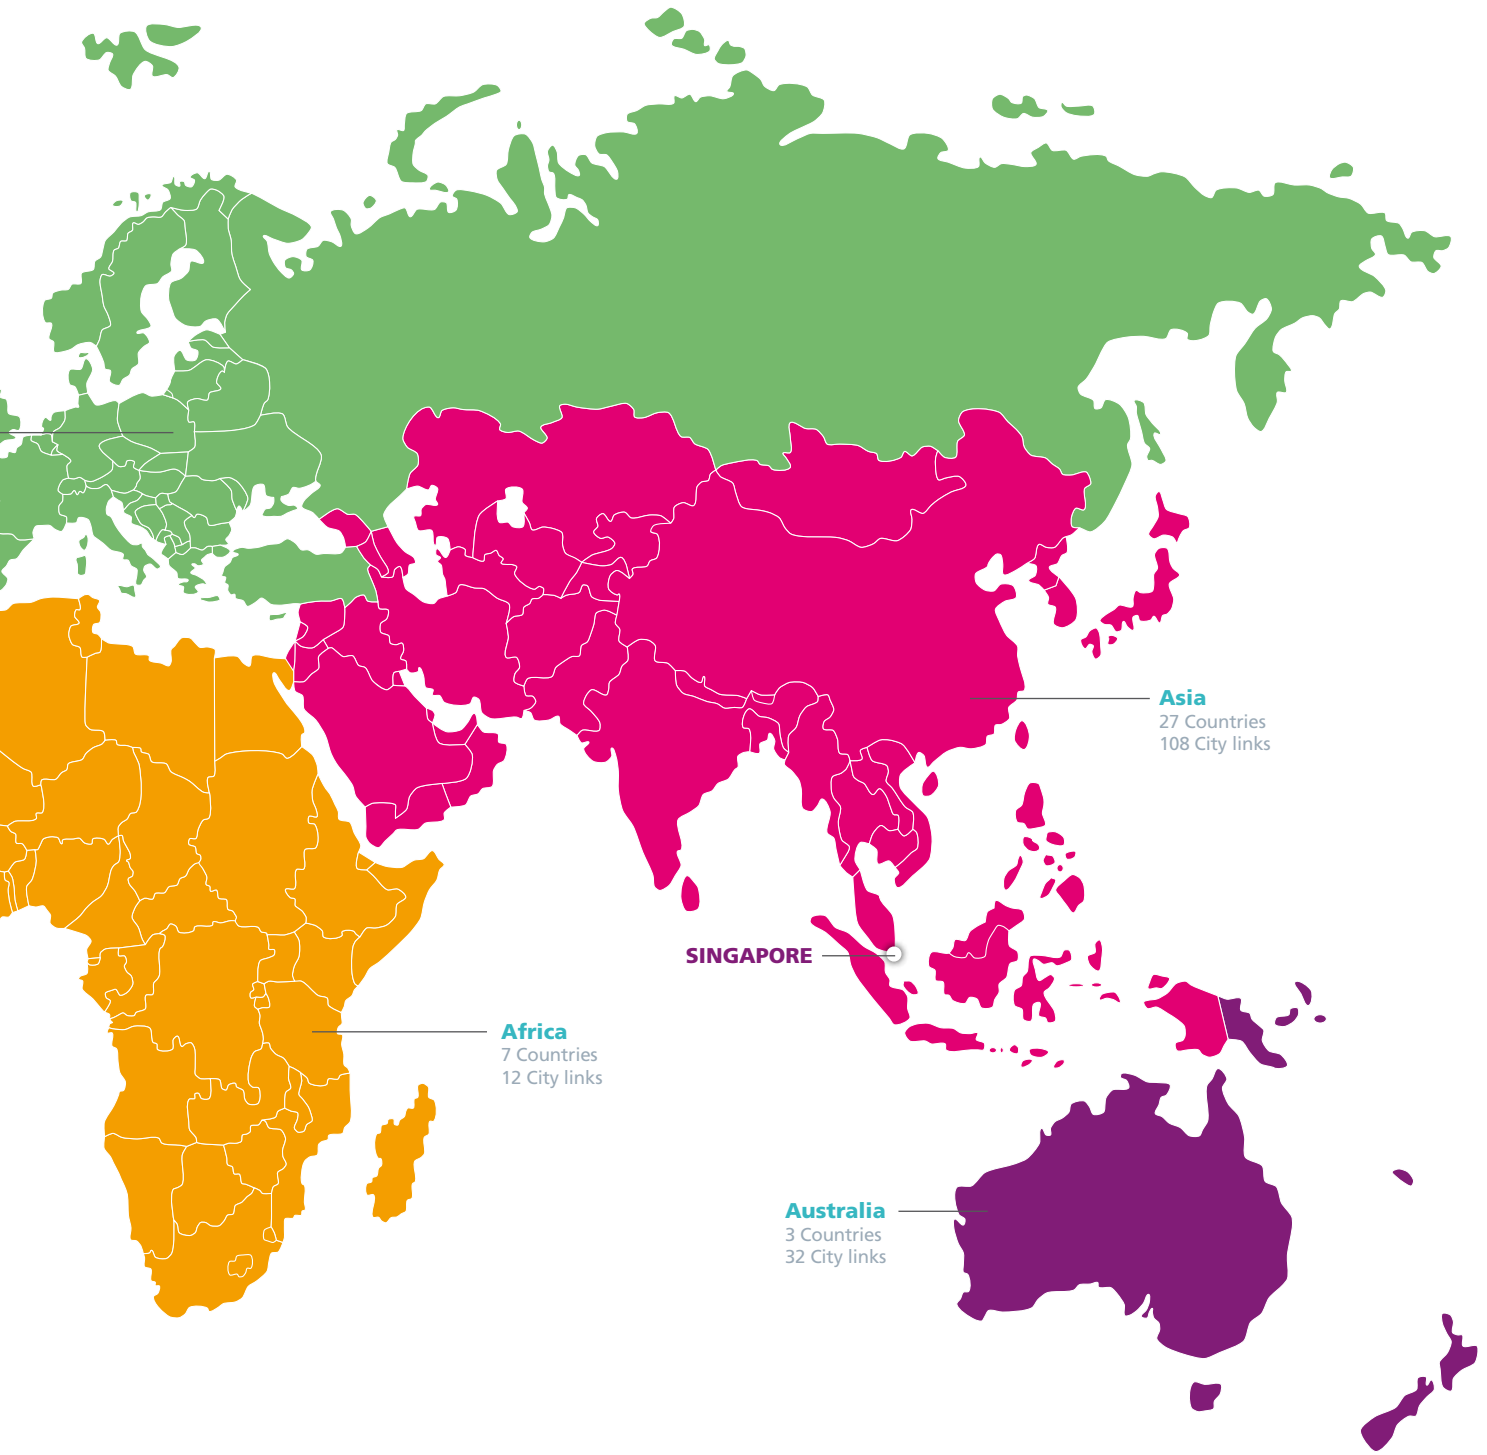 Asia
27 Countries
108 City links
SINGAPORE
Africa
7 Countries
12 City links
Australia
3 Countries
32 City links